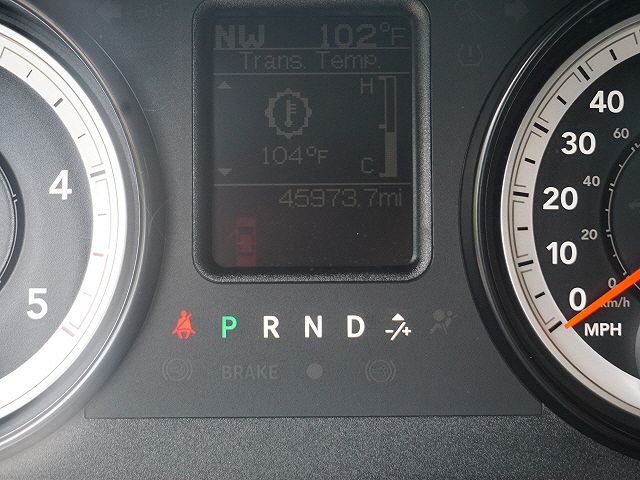 NW 102°F
Trans. Temp.
H
104°F
C
45973.7mi
4
5
P R N D -/+
BRAKE
40
30
20
10
0
MPH
60
40
20
0
km/h